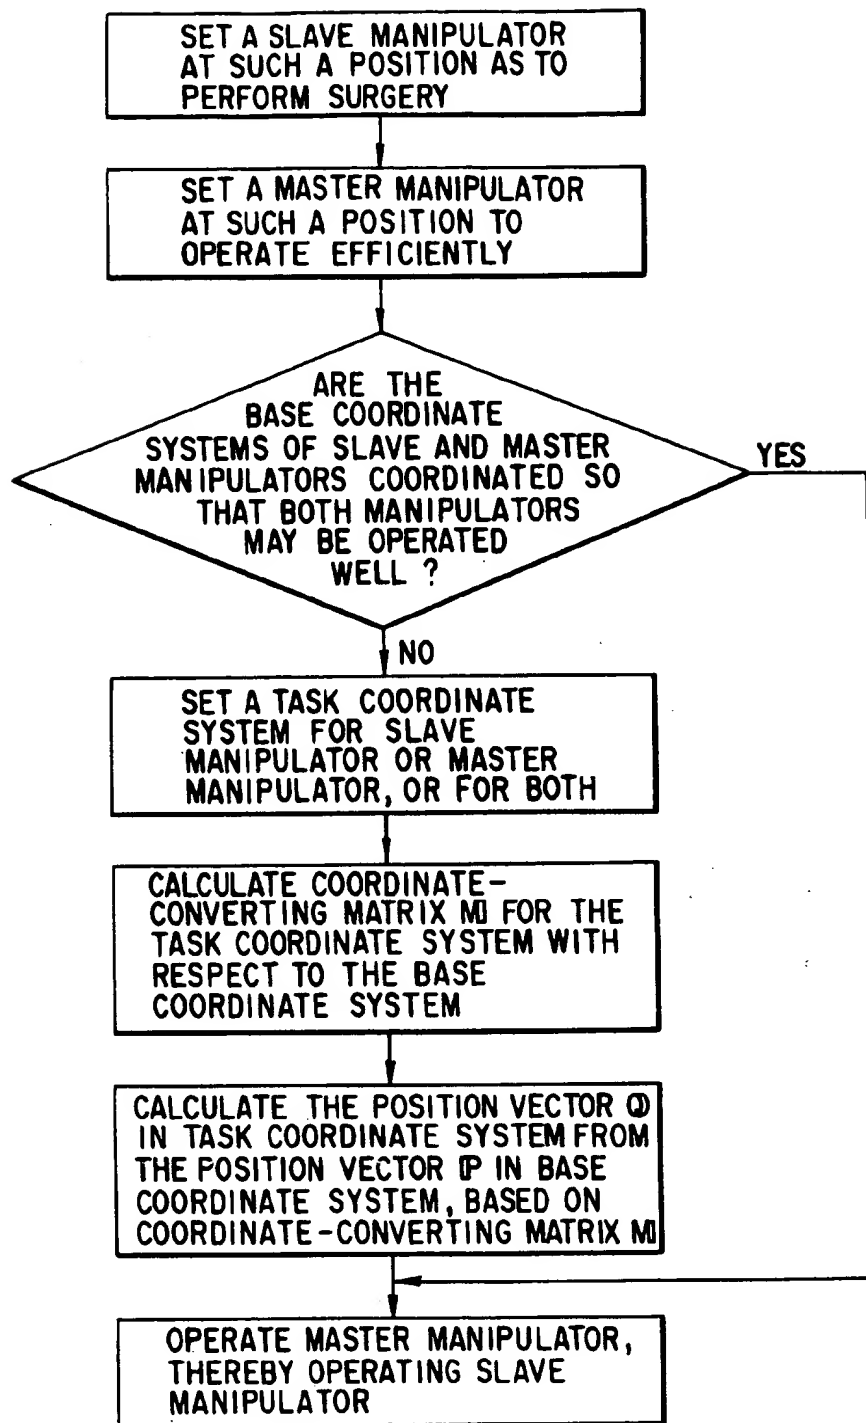 SET A SLAVE MANIPULATOR
AT SUCH A POSITION AS TO
PERFORM SURGERY
SET A MASTER MANIPULATOR
AT SUCH A POSITION TO
OPERATE EFFICIENTLY
ARE THE
BASE COORDINATE
SYSTEMS OF SLAVE AND MASTER
MANIPULATORS COORDINATED SO
THAT BOTH MANIPULATORS
MAY BE OPERATED
WELL ?
YES
NO
SET A TASK COORDINATE
SYSTEM FOR SLAVE
MANIPULATOR OR MASTER
MANIPULATOR, OR FOR BOTH
CALCULATE COORDINATE-
CONVERTING MATRIX M FOR THE
TASK COORDINATE SYSTEM WITH
RESPECT TO THE BASE
COORDINATE SYSTEM
CALCULATE THE POSITION VECTOR Q
IN TASK COORDINATE SYSTEM FROM
THE POSITION VECTOR P IN BASE
COORDINATE SYSTEM, BASED ON
COORDINATE-CONVERTING MATRIX M
OPERATE MASTER MANIPULATOR,
THEREBY OPERATING SLAVE
MANIPULATOR